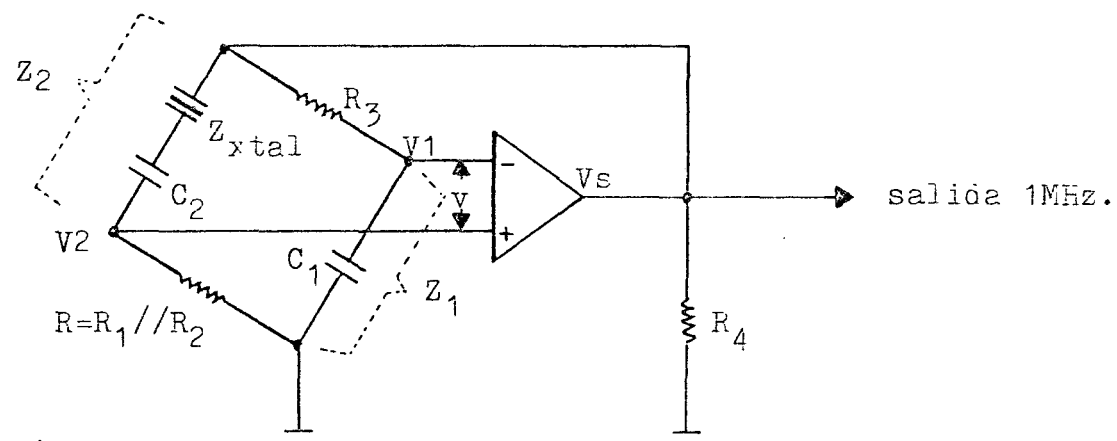 Z2
R3
Zxtal
V1
-
Vs
V
salida 1MHz.
C2
V2
+
C1
Z1
R=R1//R2
R4